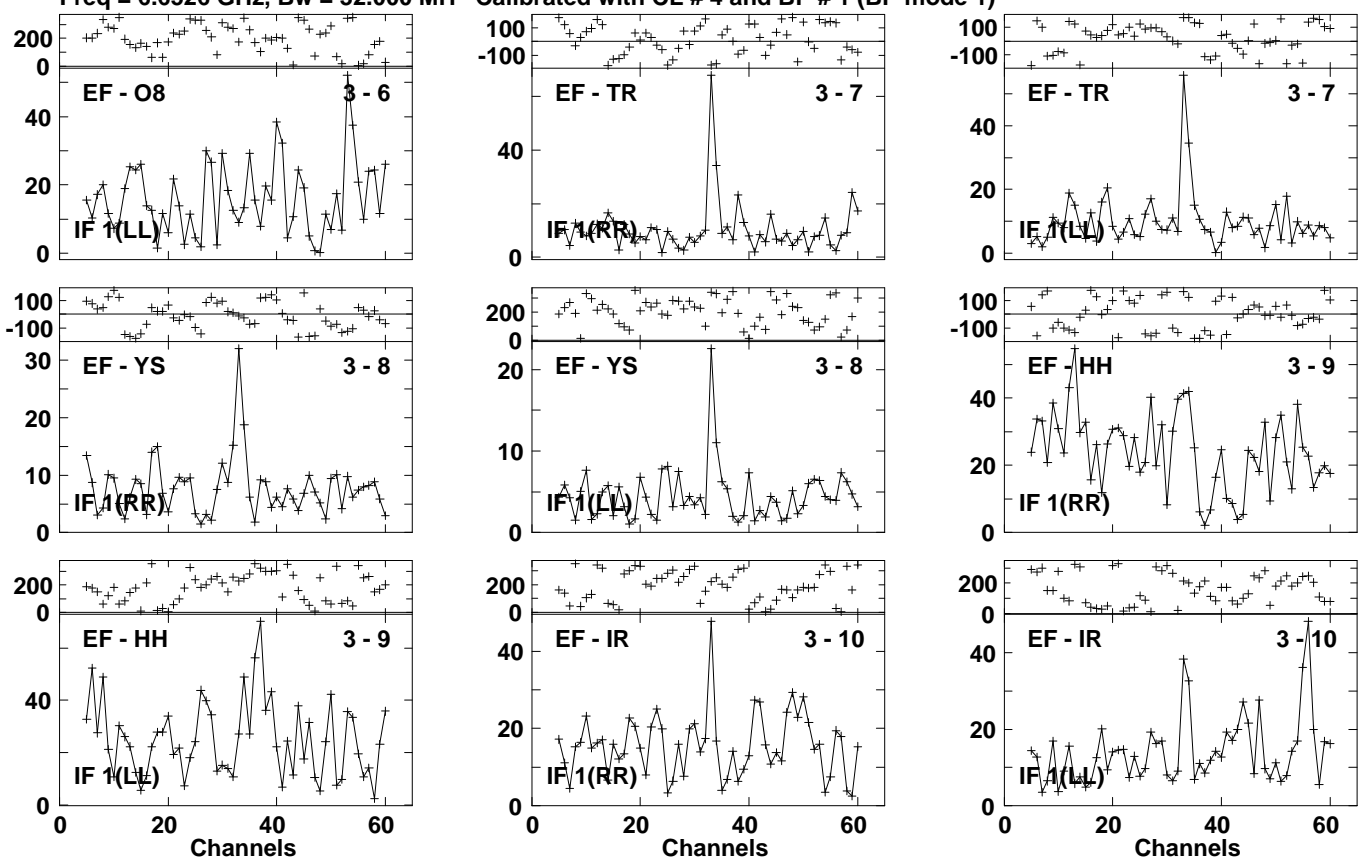 Freq = GHz, Bw = MH Calibrated with CL # 4 and BP # 1 (BP mode 1)
200
0
100
-100
100
-100
EF - O8 3 - 6
EF - TR 3 - 7
EF - TR 3 - 7
40
20
0
40
20
0
40
20
0
IF 1(LL)
IF 1(RR)
IF 1(LL)
100
-100
200
0
100
-100
EF - YS 3 - 8
EF - YS 3 - 8
EF - HH 3 - 9
30
20
10
0
20
10
0
40
20
0
IF 1(RR)
IF 1(LL)
IF 1(RR)
200
0
200
0
200
0
EF - HH 3 - 9
EF - IR 3 - 10
EF - IR 3 - 10
40
0
40
20
0
40
20
0
IF 1(LL)
IF 1(RR)
IF 1(LL)
0 20 40 60
0 20 40 60
0 20 40 60
Channels
Channels
Channels